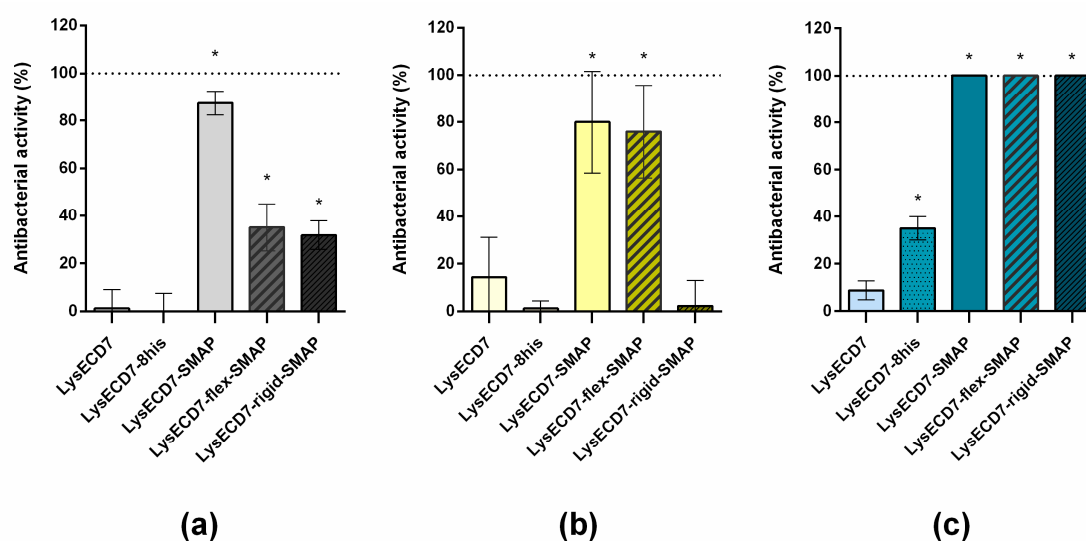 120
100
80
60
40
20
0
Antibacterial activity (%)
*
*
*
LysECD7
LysECD7-8his
LysECD7-SMAP
LysECD7-flex-SMAP
LysECD7-rigid-SMAP
(a)
120
100
80
60
40
20
0
Antibacterial activity (%)
*
*
LysECD7
LysECD7-8his
LysECD7-SMAP
LysECD7-flex-SMAP
LysECD7-rigid-SMAP
(b)
120
100
80
60
40
20
0
Antibacterial activity (%)
*
*
*
*
LysECD7
LysECD7-8his
LysECD7-SMAP
LysECD7-flex-SMAP
LysECD7-rigid-SMAP
(c)